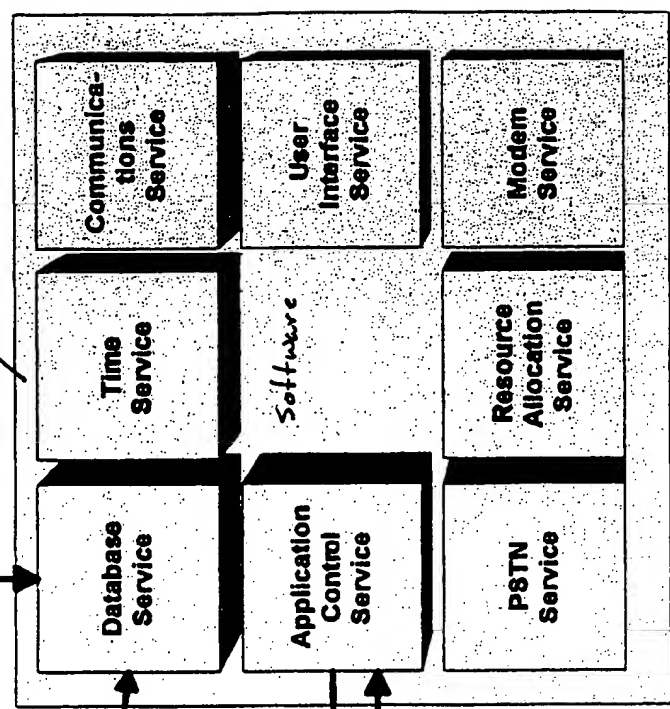 PSTN
Service
Application
Control
Service
Database
Service
Resource
Allocation
Service
Software
Time
Service
Modem
Service
User
Interface
Service
Communica-
tions
Service